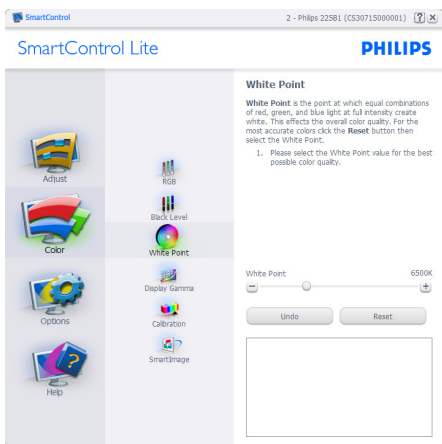 SmartControl
2 - Philips 225B1 (CS30715000001)
SmartControl Lite
PHILIPS
Adjust
Color
Options
Help
RGB
Black Level
White Point
Display Gamma
Calibration
SmartImage
White Point
White Point is the point at which equal combinations
of red, green, and blue light at full intensity create
white. This effects the overall color quality. For the
most accurate colors click the Reset button then
select the White Point.
1. Please select the White Point value for the best
possible color quality.
White Point
6500K
Undo
Reset